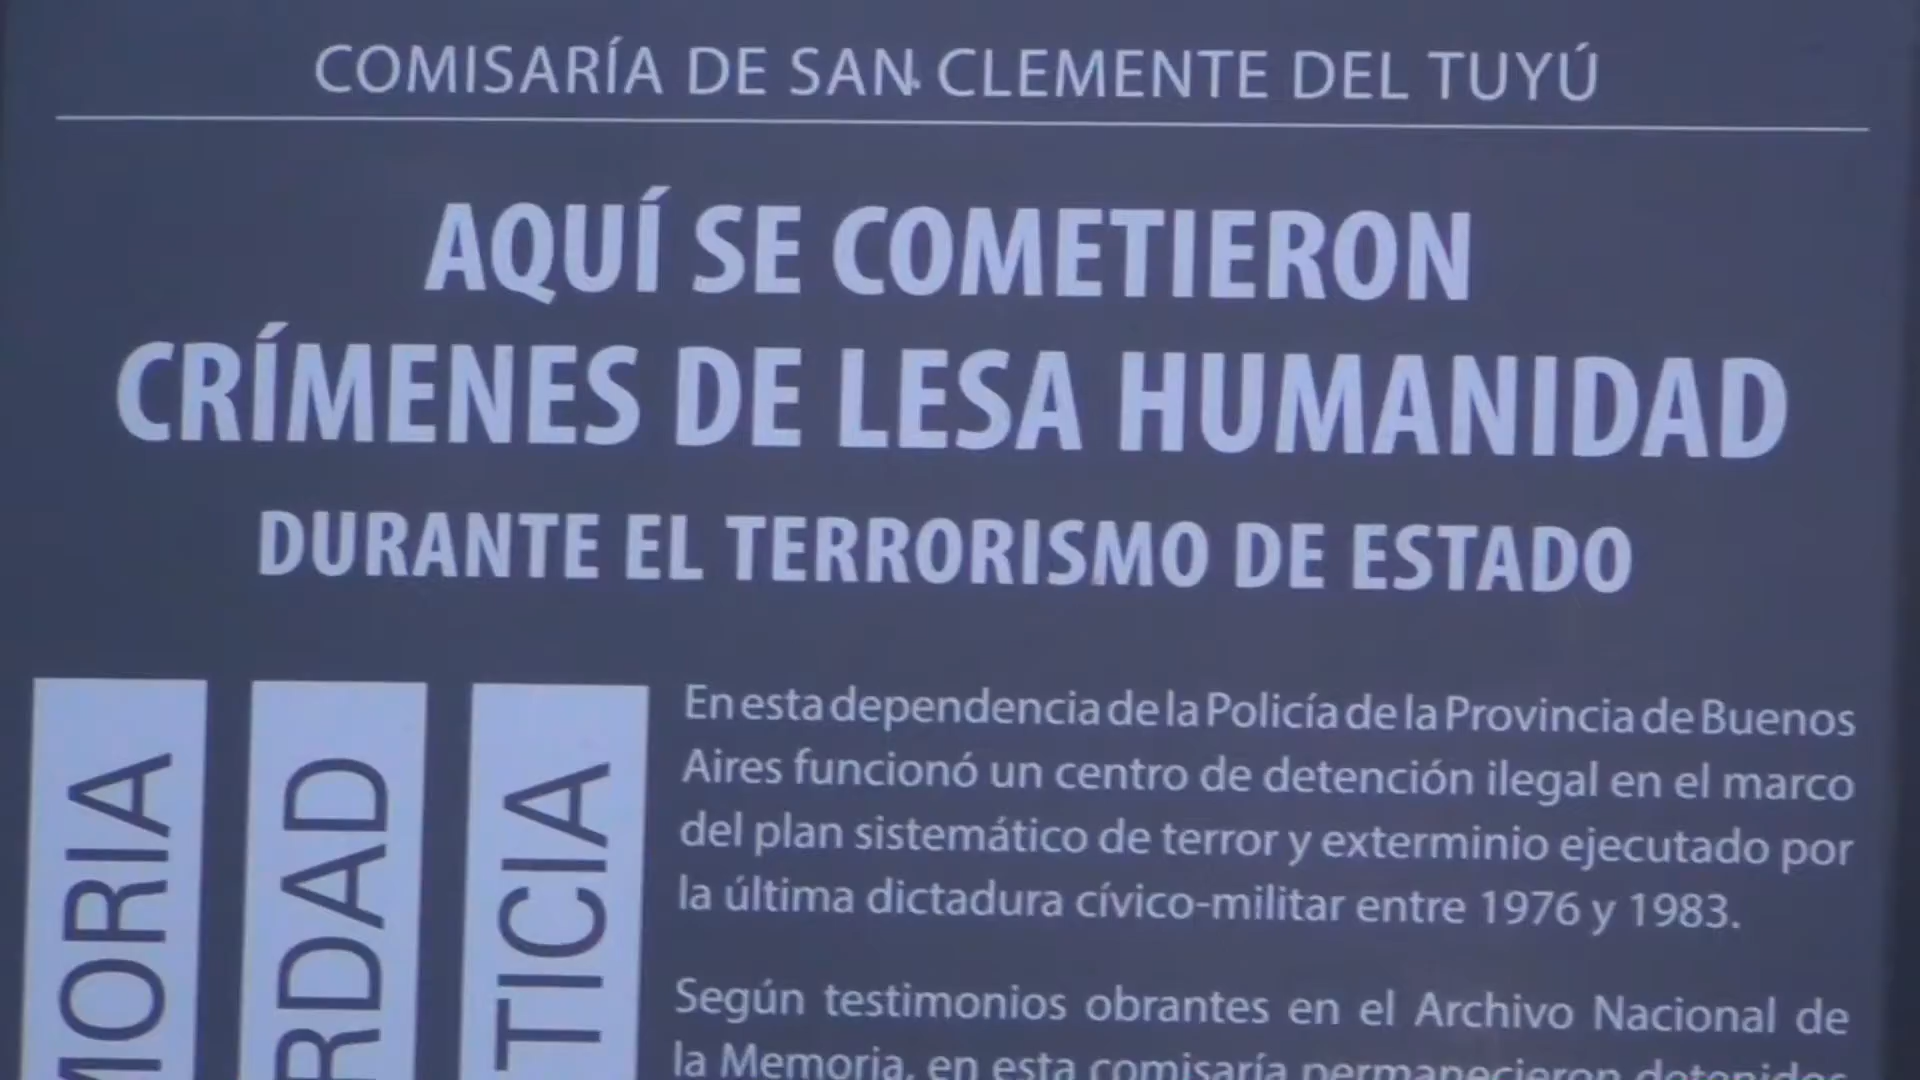 COMISARÍA DE SAN CLEMENTE DEL TUYÚ
AQUÍ SE COMETIERON
CRÍMENES DE LESA HUMANIDAD
DURANTE EL TERRORISMO DE ESTADO
MORIA
RDAD
TICIA
En esta dependencia de la Policía de la Provincia de Buenos
Aires funcionó un centro de detención ilegal en el marco
del plan sistemático de terror y exterminio ejecutado por
la última dictadura cívico-militar entre 1976 y 1983.
Según testimonios obrantes en el Archivo Nacional de
la Memoria, en esta comisaría permanecieron detenidos